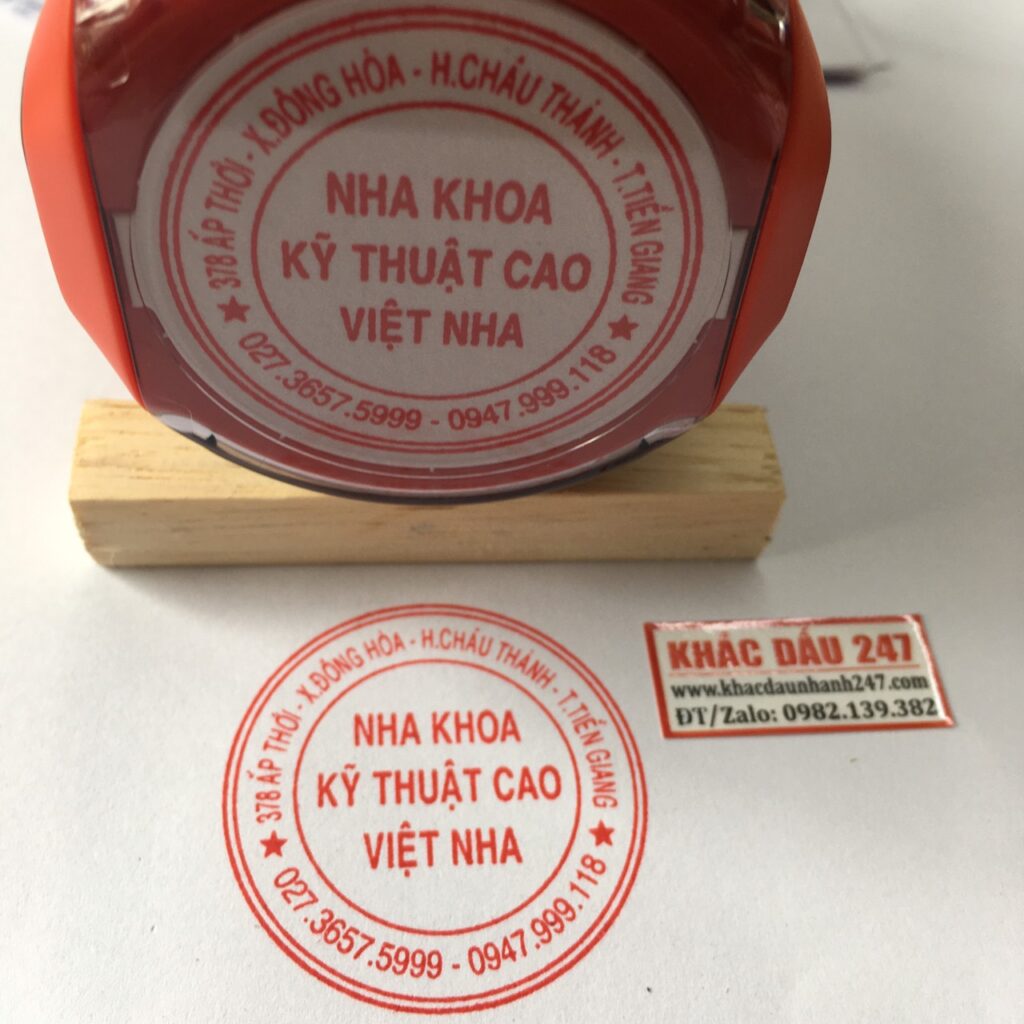 378 ẤP THỚI - X.ĐÔNG HÒA - H.CHÂU THÀNH - T.TIỀN GIANG
NHA KHOA
KỸ THUẬT CAO
VIỆT NHA
★ 027.3657.5999 - 0947.999.118 ★
378 ẤP THỚI - X.ĐÔNG HÒA - H.CHÂU THÀNH - T.TIỀN GIANG
NHA KHOA
KỸ THUẬT CAO
VIỆT NHA
★ 027.3657.5999 - 0947.999.118 ★
KHẮC DẤU 247
www.khacdaunhanh247.com
ĐT/Zalo: 0982.139.382